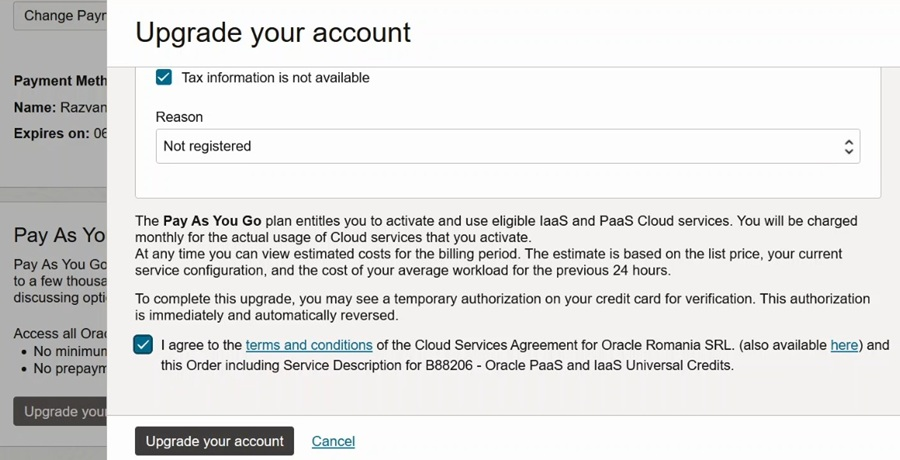 Change Payr
Upgrade your account
Tax information is not available
Payment Meth
Name: Razvan
Expires on: 06
Reason
Not registered
The Pay As You Go plan entitles you to activate and use eligible IaaS and PaaS Cloud services. You will be charged
monthly for the actual usage of Cloud services that you activate.
At any time you can view estimated costs for the billing period. The estimate is based on the list price, your current
service configuration, and the cost of your average workload for the previous 24 hours.
To complete this upgrade, you may see a temporary authorization on your credit card for verification. This authorization
is immediately and automatically reversed.
I agree to the terms and conditions of the Cloud Services Agreement for Oracle Romania SRL. (also available here) and
this Order including Service Description for B88206 - Oracle PaaS and IaaS Universal Credits.
Pay As Yo
Pay As You Go
to a few thousa
discussing opti
Access all Orac
• No minimum
• No prepaym
Upgrade your
Upgrade your account
Cancel